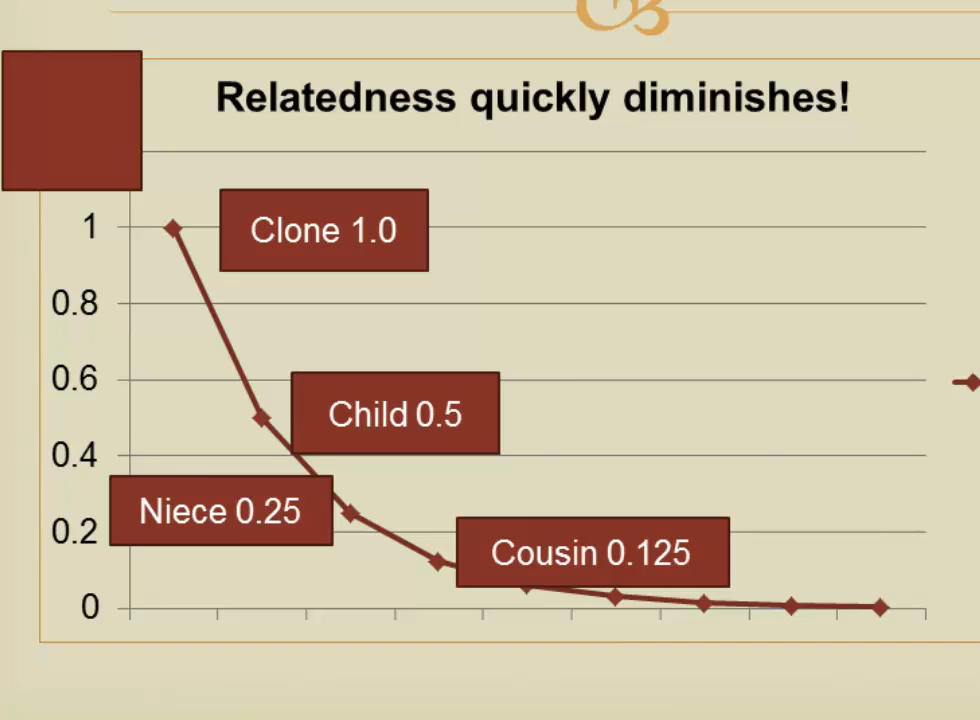 Relatedness quickly diminishes!
1
Clone 1.0
0.8
0.6
Child 0.5
0.4
Niece 0.25
0.2
Cousin 0.125
0